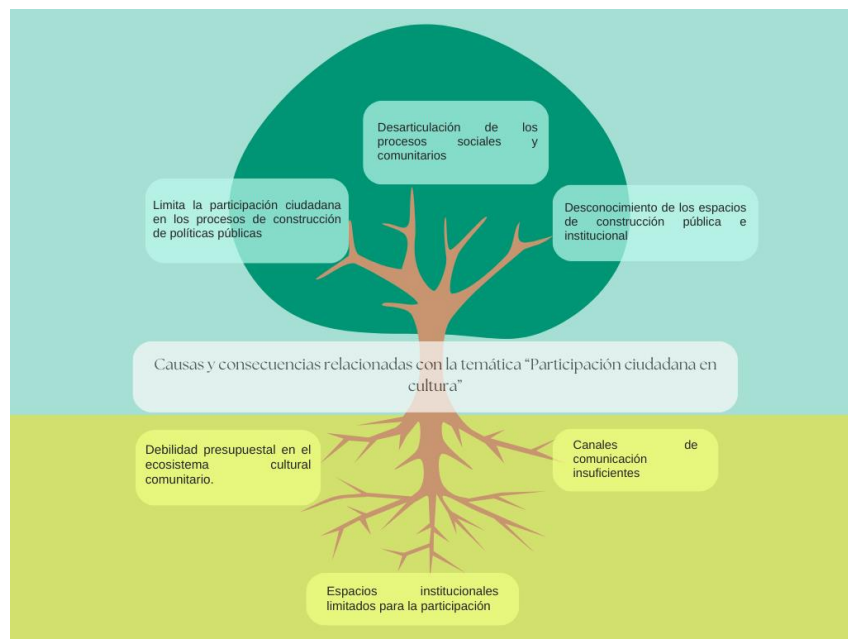 Desarticulación de los
procesos sociales y
comunitarios
Limita la participación ciudadana
en los procesos de construcción
de políticas públicas
Desconocimiento de los espacios
de construcción pública e
institucional
Causas y consecuencias relacionadas con la temática “Participación ciudadana en
cultura”
Debilidad presupuestal en el
ecosistema cultural
comunitario.
Canales de
comunicación
insuficientes
Espacios institucionales
limitados para la participación